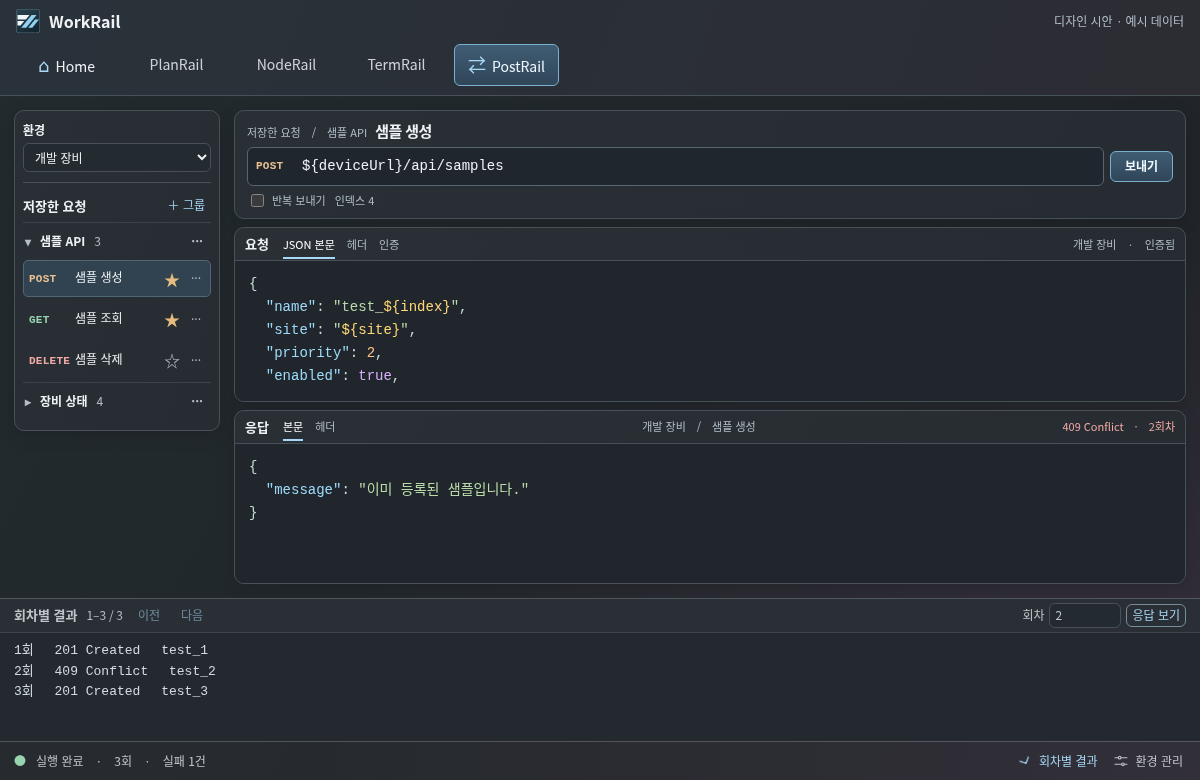 WorkRail
디자인 시안 · 예시 데이터
Home
PlanRail
NodeRail
TermRail
PostRail
환경
개발 장비
저장한 요청
+ 그룹
▾ 샘플 API 3 ···
POST 샘플 생성 ★ ···
GET 샘플 조회 ★ ···
DELETE 샘플 삭제 ☆ ···
▸ 장비 상태 4 ···
저장한 요청 / 샘플 API 샘플 생성
POST ${deviceUrl}/api/samples
보내기
반복 보내기 인덱스 4
요청 JSON 본문 헤더 인증
개발 장비 · 인증됨
{
"name": "test_${index}",
"site": "${site}",
"priority": 2,
"enabled": true,
응답 본문 헤더
개발 장비 / 샘플 생성
409 Conflict · 2회차
{
"message": "이미 등록된 샘플입니다."
}
회차별 결과 1–3 / 3 이전 다음
회차 2 응답 보기
1회 201 Created test_1
2회 409 Conflict test_2
3회 201 Created test_3
실행 완료 · 3회 · 실패 1건
회차별 결과
환경 관리